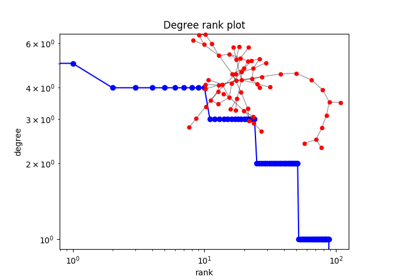 Degree rank plot
6 × 10⁰
4 × 10⁰
3 × 10⁰
2 × 10⁰
10⁰
degree
10⁰
10¹
10²
rank